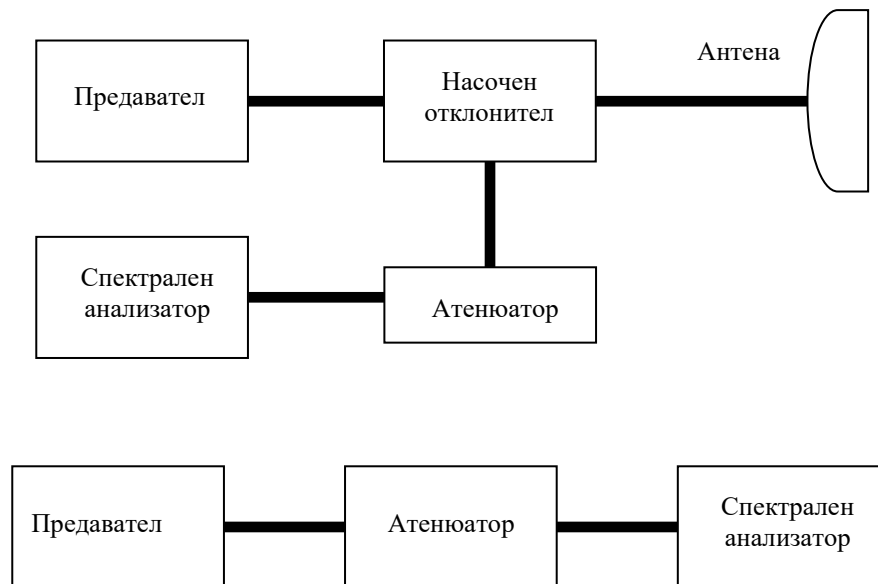 Антена
Предавател
Насочен
отклонител
Спектрален
анализатор
Атенюатор
Предавател
Атенюатор
Спектрален
анализатор